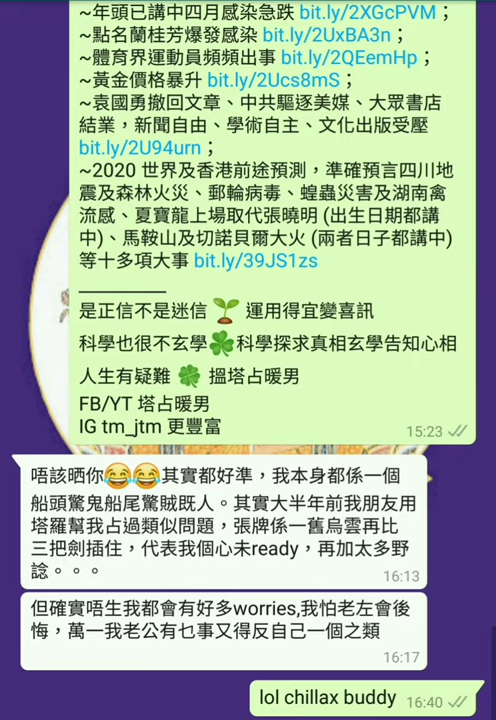 ~年頭已講中四月感染急跌 bit.ly/2XGcPVM；
~點名蘭桂芳爆發感染 bit.ly/2UxBA3n；
~體育界運動員頻頻出事 bit.ly/2QEemHp；
~黃金價格暴升 bit.ly/2Ucs8mS；
~袁國勇撤回文章、中共驅逐美媒、大眾書店
結業，新聞自由、學術自主、文化出版受壓
bit.ly/2U94urn；
~2020 世界及香港前途預測，準確預言四川地
震及森林火災、郵輪病毒、蝗蟲災害及湖南禽
流感、夏寶龍上場取代張曉明 (出生日期都講
中)、馬鞍山及切諾貝爾大火 (兩者日子都講中)
等十多項大事 bit.ly/39JS1zs
__________
是正信不是迷信 🌱 運用得宜變喜訊
科學也很不玄學🍀科學探求真相玄學告知心相
人生有疑難 🍀 搵塔占暖男
FB/YT 塔占暖男
IG tm_jtm 更豐富
15:23
唔該晒你😂😂其實都好準，我本身都係一個
船頭驚鬼船尾驚賊既人。其實大半年前我朋友用
塔羅幫我占過類似問題，張牌係一舊烏雲再比
三把劍插住，代表我個心未ready，再加太多野
諗。。。
16:13
但確實唔生我都會有好多worries,我怕老左會後
悔，萬一我老公有乜事又得反自己一個之類
16:17
lol chillax buddy 16:40